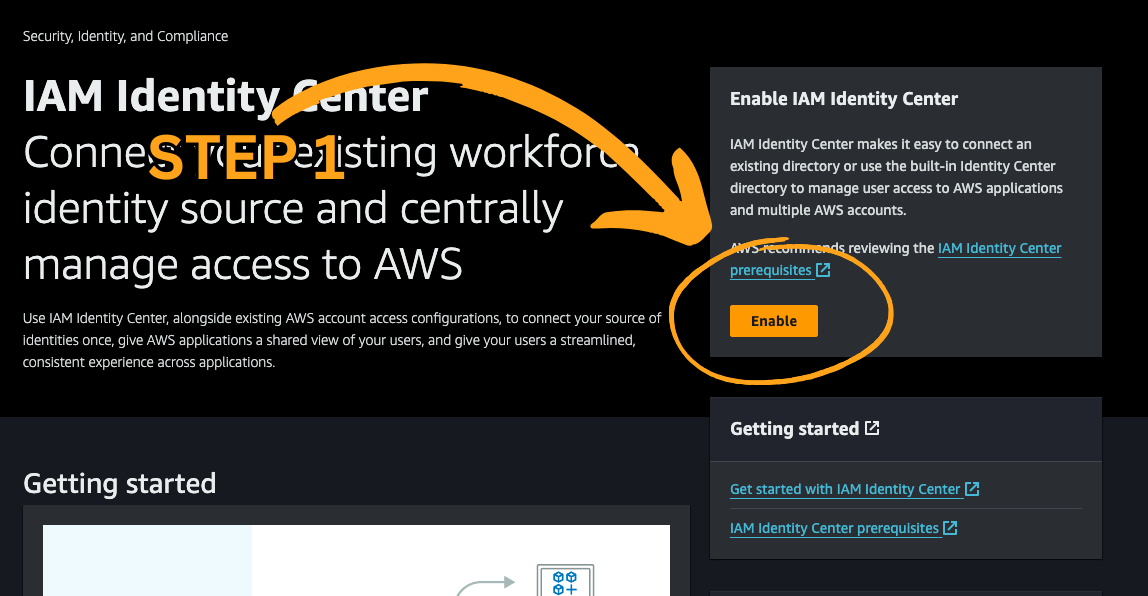 Security, Identity, and Compliance
IAM Identity Center
Connect your existing workforce
identity source and centrally
manage access to AWS
STEP 1
Use IAM Identity Center, alongside existing AWS account access configurations, to connect your source of
identities once, give AWS applications a shared view of your users, and give your users a streamlined,
consistent experience across applications.
Enable IAM Identity Center
IAM Identity Center makes it easy to connect an
existing directory or use the built-in Identity Center
directory to manage user access to AWS applications
and multiple AWS accounts.
AWS recommends reviewing the IAM Identity Center
prerequisites
Enable
Getting started
Get started with IAM Identity Center
IAM Identity Center prerequisites
Getting started